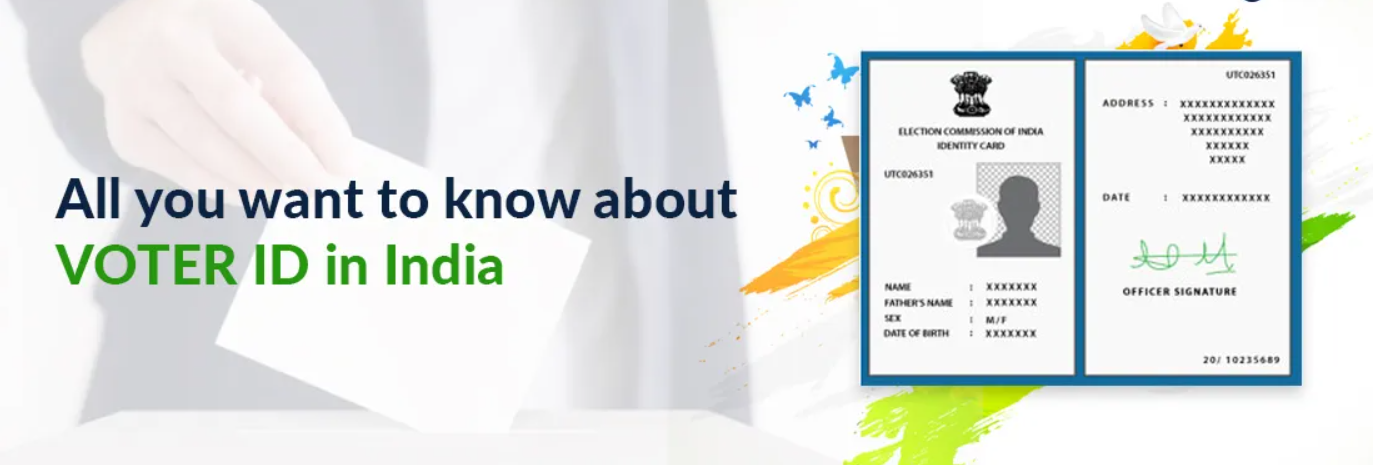 All you want to know about
VOTER ID in India
ELECTION COMMISSION OF INDIA
IDENTITY CARD
UTC026351
NAME : XXXXXXX
FATHER'S NAME : XXXXXXX
SEX : M/F
DATE OF BIRTH : XXXXXXX
UTC026351
ADDRESS : XXXXXXXXXXXXX
XXXXXXXXXXXX
XXXXXXXXXX
XXXXXX
XXXXX
DATE : XXXXXXXXXXXX
OFFICER SIGNATURE
20/ 10235689